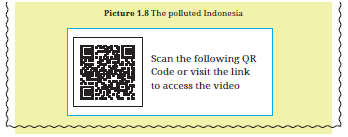 Picture 1.8 The polluted Indonesia
Scan the following QR
Code or visit the link
to access the video